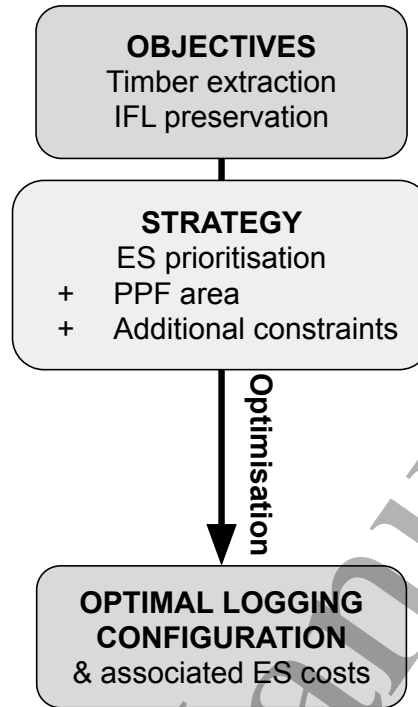 OBJECTIVES
Timber extraction
IFL preservation
STRATEGY
ES prioritisation
+ PPF area
+ Additional constraints
Optimisation
OPTIMAL LOGGING
CONFIGURATION
& associated ES costs